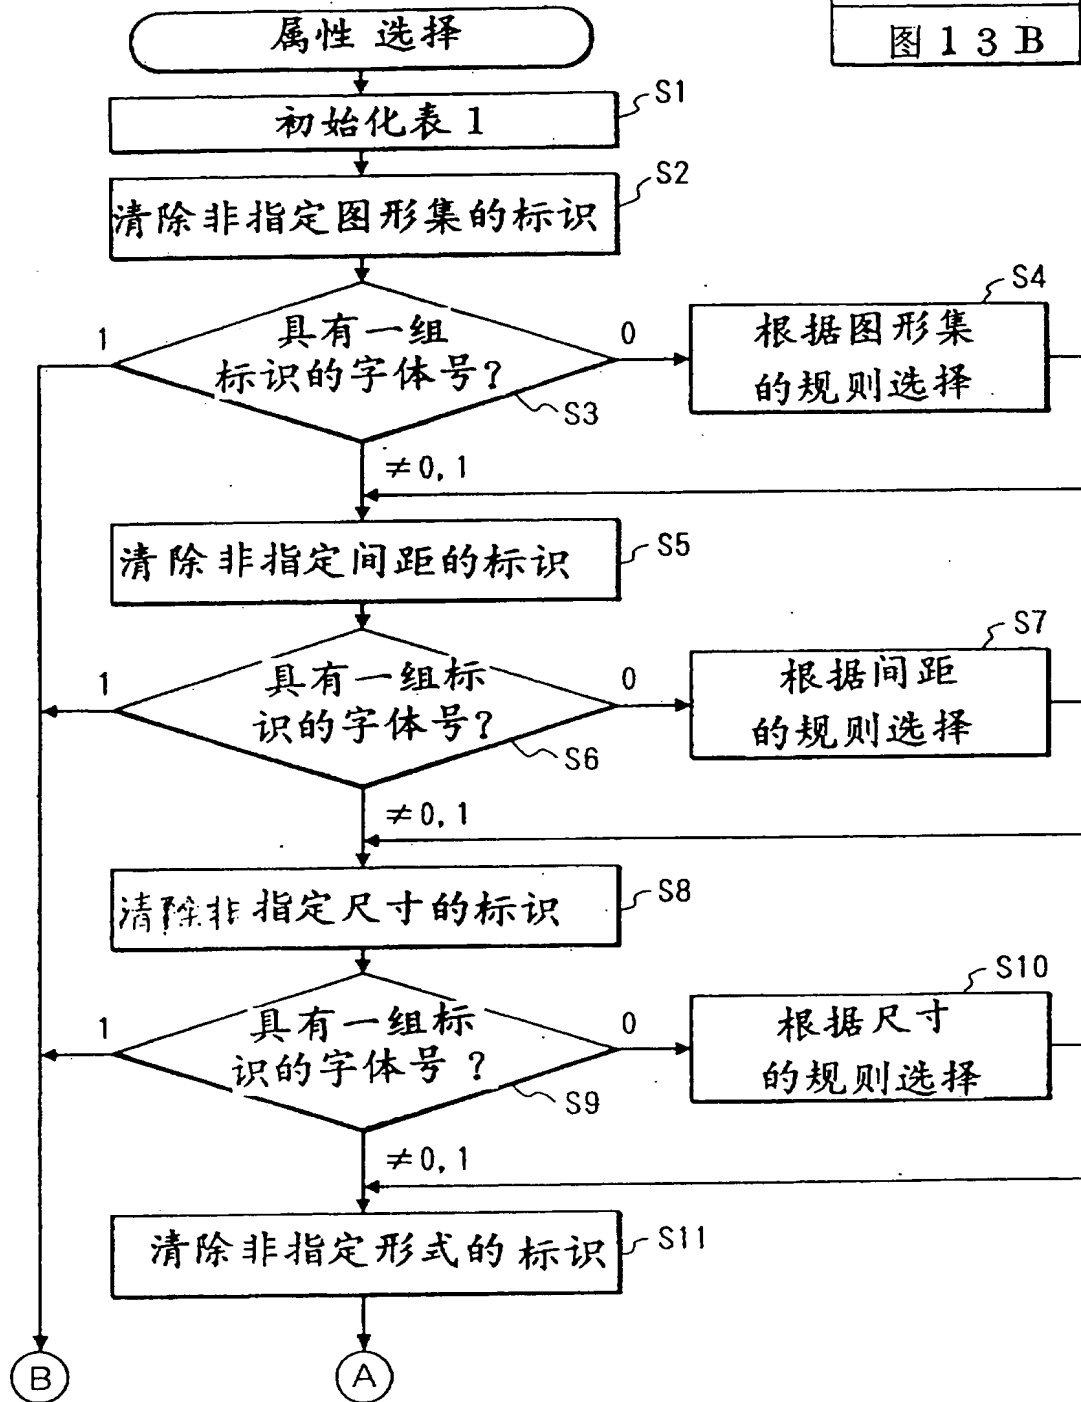 图 1 3 B
属性 选择
初始化表 1
S1
清除非指定图形集的标识
S2
具有一组
标识的字体号?
S3
1
0
≠0,1
根据图形集
的规则选择
S4
清除非指定间距的标识
S5
具有一组标
识的字体号?
S6
1
0
≠0,1
根据间距
的规则选择
S7
清除非指定尺寸的标识
S8
具有一组标
识的字体号 ?
S9
1
0
≠0,1
根据尺寸
的规则选择
S10
清除非指定形式的 标识
S11
B
A